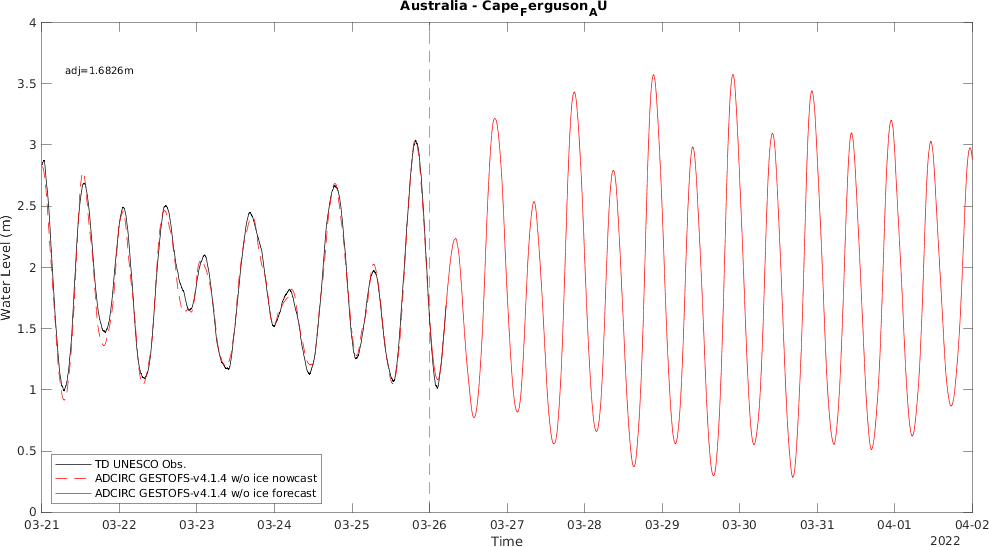 Australia - CapeFergusonAU
4
3.5
3
2.5
2
1.5
1
0.5
0
Water Level (m)
adj=1.6826m
TD UNESCO Obs.
ADCIRC GESTOFS-v4.1.4 w/o ice nowcast
ADCIRC GESTOFS-v4.1.4 w/o ice forecast
03-21 03-22 03-23 03-24 03-25 03-26 03-27 03-28 03-29 03-30 03-31 04-01 04-02
Time
2022